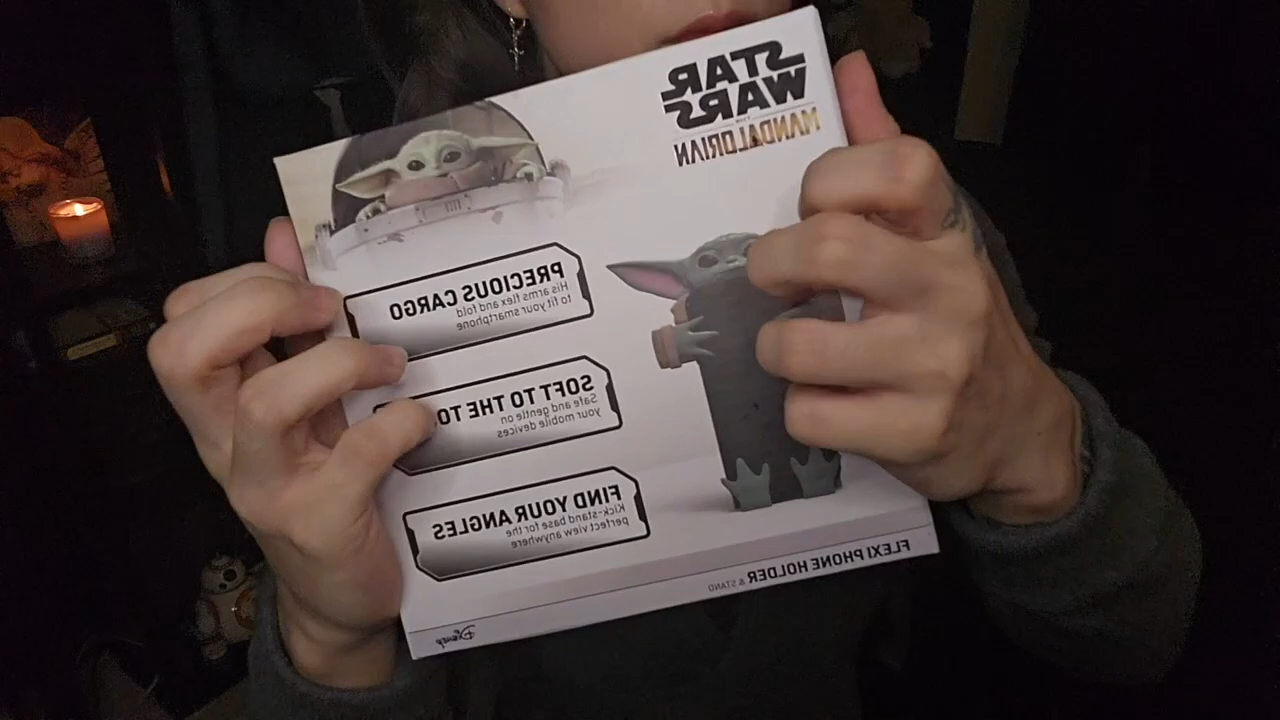 STAR
WARS
THE
MANDALORIAN
PRECIOUS CARGO
His arms flex and fold
to fit your smartphone
SOFT TO THE
Safe and gentle on
your mobile devices
FIND YOUR ANGLES
Kick-stand base for the
perfect view anywhere
FLEXI PHONE HOLDER & STAND
Disney